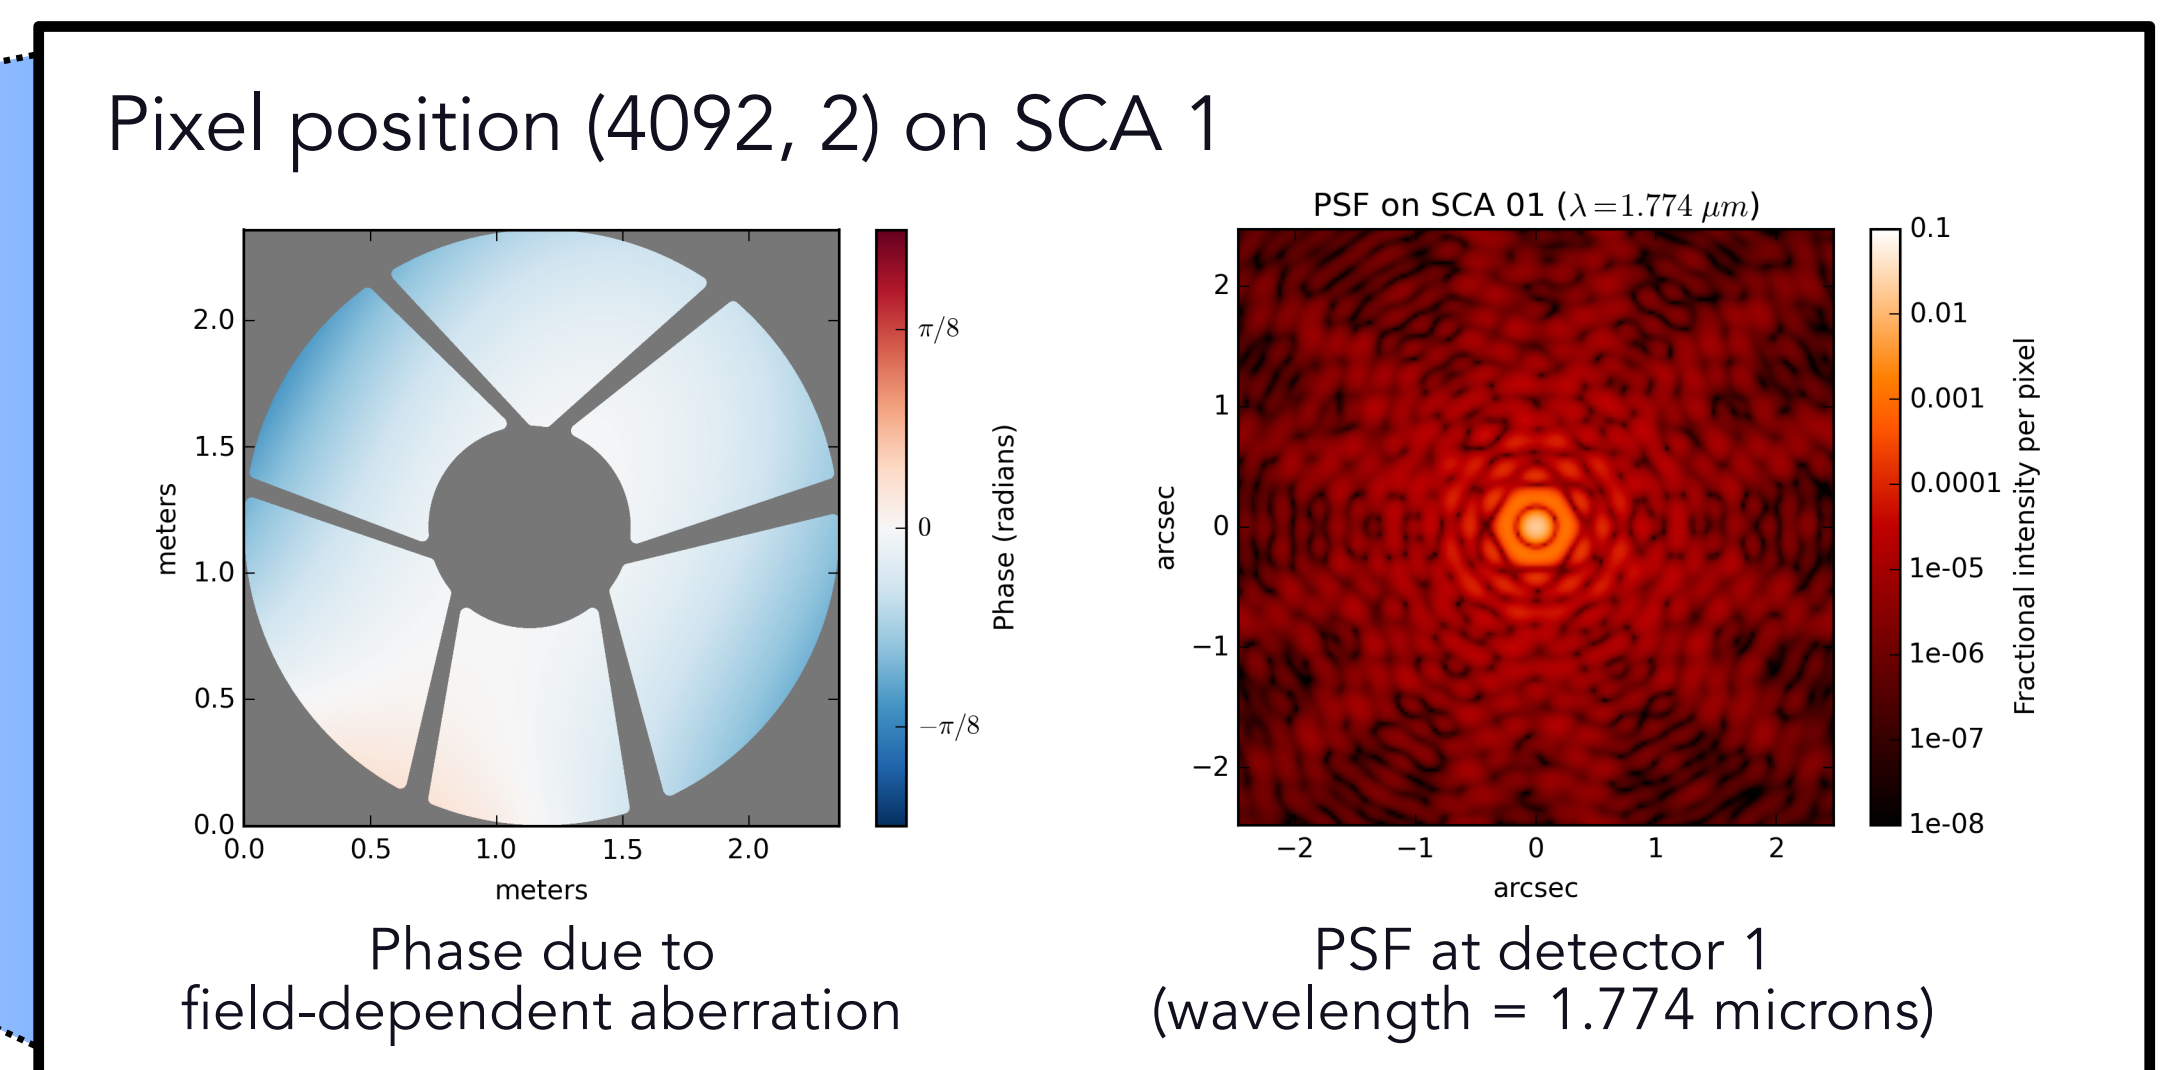 Pixel position (4092, 2) on SCA 1
meters
2.0
1.5
1.0
0.5
0.0
0.0 0.5 1.0 1.5 2.0
meters
π/8
0
−π/8
Phase (radians)
Phase due to
field-dependent aberration
PSF on SCA 01 (λ=1.774 μm)
arcsec
2
1
0
−1
−2
−2 −1 0 1 2
arcsec
0.1
0.01
0.001
0.0001
1e-05
1e-06
1e-07
1e-08
Fractional intensity per pixel
PSF at detector 1
(wavelength = 1.774 microns)